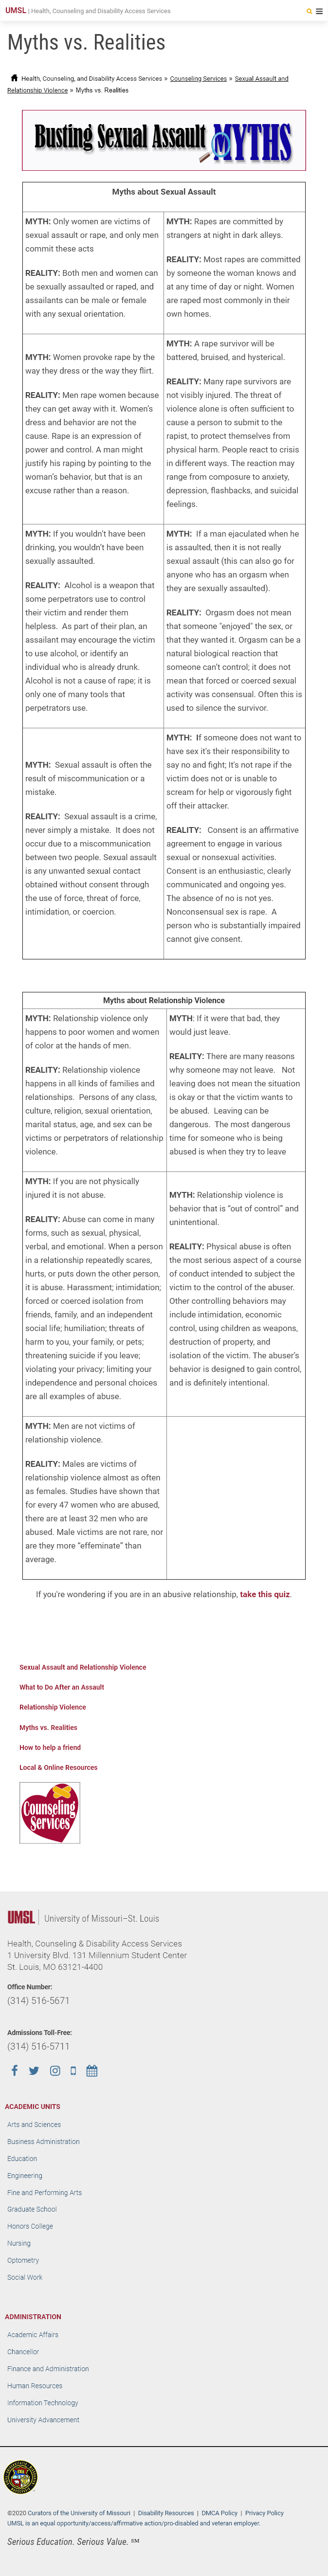 UMSL | Health, Counseling and Disability Access Services
Myths vs. Realities
Health, Counseling, and Disability Access Services » Counseling Services » Sexual Assault and
Relationship Violence » Myths vs. Realities
Busting Sexual Assault MYTHS
Myths about Sexual Assault
MYTH: Only women are victims of
sexual assault or rape, and only men
commit these acts
REALITY: Both men and women can
be sexually assaulted or raped, and
assailants can be male or female
with any sexual orientation.
MYTH: Rapes are committed by
strangers at night in dark alleys.
REALITY: Most rapes are committed
by someone the woman knows and
at any time of day or night. Women
are raped most commonly in their
own homes.
MYTH: Women provoke rape by the
way they dress or the way they flirt.
REALITY: Men rape women because
they can get away with it. Women's
dress and behavior are not the
cause. Rape is an expression of
power and control. A man might
justify his raping by pointing to the
woman's behavior, but that is an
excuse rather than a reason.
MYTH: A rape survivor will be
battered, bruised, and hysterical.
REALITY: Many rape survivors are
not visibly injured. The threat of
violence alone is often sufficient to
cause a person to submit to the
rapist, to protect themselves from
physical harm. People react to crisis
in different ways. The reaction may
range from composure to anxiety,
depression, flashbacks, and suicidal
feelings.
MYTH: If you wouldn't have been
drinking, you wouldn't have been
sexually assaulted.
REALITY: Alcohol is a weapon that
some perpetrators use to control
their victim and render them
helpless. As part of their plan, an
assailant may encourage the victim
to use alcohol, or identify an
individual who is already drunk.
Alcohol is not a cause of rape; it is
only one of many tools that
perpetrators use.
MYTH: If a man ejaculated when he
is assaulted, then it is not really
sexual assault (this can also go for
anyone who has an orgasm when
they are sexually assaulted).
REALITY: Orgasm does not mean
that someone "enjoyed" the sex, or
that they wanted it. Orgasm can be a
natural biological reaction that
someone can't control; it does not
mean that forced or coerced sexual
activity was consensual. Often this is
used to silence the survivor.
MYTH: Sexual assault is often the
result of miscommunication or a
mistake.
REALITY: Sexual assault is a crime,
never simply a mistake. It does not
occur due to a miscommunication
between two people. Sexual assault
is any unwanted sexual contact
obtained without consent through
the use of force, threat of force,
intimidation, or coercion.
MYTH: If someone does not want to
have sex it's their responsibility to
say no and fight; It's not rape if the
victim does not or is unable to
scream for help or vigorously fight
off their attacker.
REALITY: Consent is an affirmative
agreement to engage in various
sexual or nonsexual activities.
Consent is an enthusiastic, clearly
communicated and ongoing yes.
The absence of no is not yes.
Nonconsensual sex is rape. A
person who is substantially impaired
cannot give consent.
Myths about Relationship Violence
MYTH: Relationship violence only
happens to poor women and women
of color at the hands of men.
REALITY: Relationship violence
happens in all kinds of families and
relationships. Persons of any class,
culture, religion, sexual orientation,
marital status, age, and sex can be
victims or perpetrators of relationship
violence.
MYTH: If it were that bad, they
would just leave.
REALITY: There are many reasons
why someone may not leave. Not
leaving does not mean the situation
is okay or that the victim wants to
be abused. Leaving can be
dangerous. The most dangerous
time for someone who is being
abused is when they try to leave
MYTH: If you are not physically
injured it is not abuse.
REALITY: Abuse can come in many
forms, such as sexual, physical,
verbal, and emotional. When a person
in a relationship repeatedly scares,
hurts, or puts down the other person,
it is abuse. Harassment; intimidation;
forced or coerced isolation from
friends, family, and an independent
social life; humiliation; threats of
harm to you, your family, or pets;
threatening suicide if you leave;
violating your privacy; limiting your
independence and personal choices
are all examples of abuse.
MYTH: Relationship violence is
behavior that is "out of control" and
unintentional.
REALITY: Physical abuse is often
the most serious aspect of a course
of conduct intended to subject the
victim to the control of the abuser.
Other controlling behaviors may
include intimidation, economic
control, using children as weapons,
destruction of property, and
isolation of the victim. The abuser's
behavior is designed to gain control,
and is definitely intentional.
MYTH: Men are not victims of
relationship violence.
REALITY: Males are victims of
relationship violence almost as often
as females. Studies have shown that
for every 47 women who are abused,
there are at least 32 men who are
abused. Male victims are not rare, nor
are they more "effeminate" than
average.
If you're wondering if you are in an abusive relationship, take this quiz.
Sexual Assault and Relationship Violence
What to Do After an Assault
Relationship Violence
Myths vs. Realities
How to help a friend
Local & Online Resources
Counseling Services
UMSL | University of Missouri–St. Louis
Health, Counseling & Disability Access Services
1 University Blvd. 131 Millennium Student Center
St. Louis, MO 63121-4400
Office Number:
(314) 516-5671
Admissions Toll-Free:
(314) 516-5711
ACADEMIC UNITS
Arts and Sciences
Business Administration
Education
Engineering
Fine and Performing Arts
Graduate School
Honors College
Nursing
Optometry
Social Work
ADMINISTRATION
Academic Affairs
Chancellor
Finance and Administration
Human Resources
Information Technology
University Advancement
©2020 Curators of the University of Missouri | Disability Resources | DMCA Policy | Privacy Policy
UMSL is an equal opportunity/access/affirmative action/pro-disabled and veteran employer.
Serious Education. Serious Value. ℠